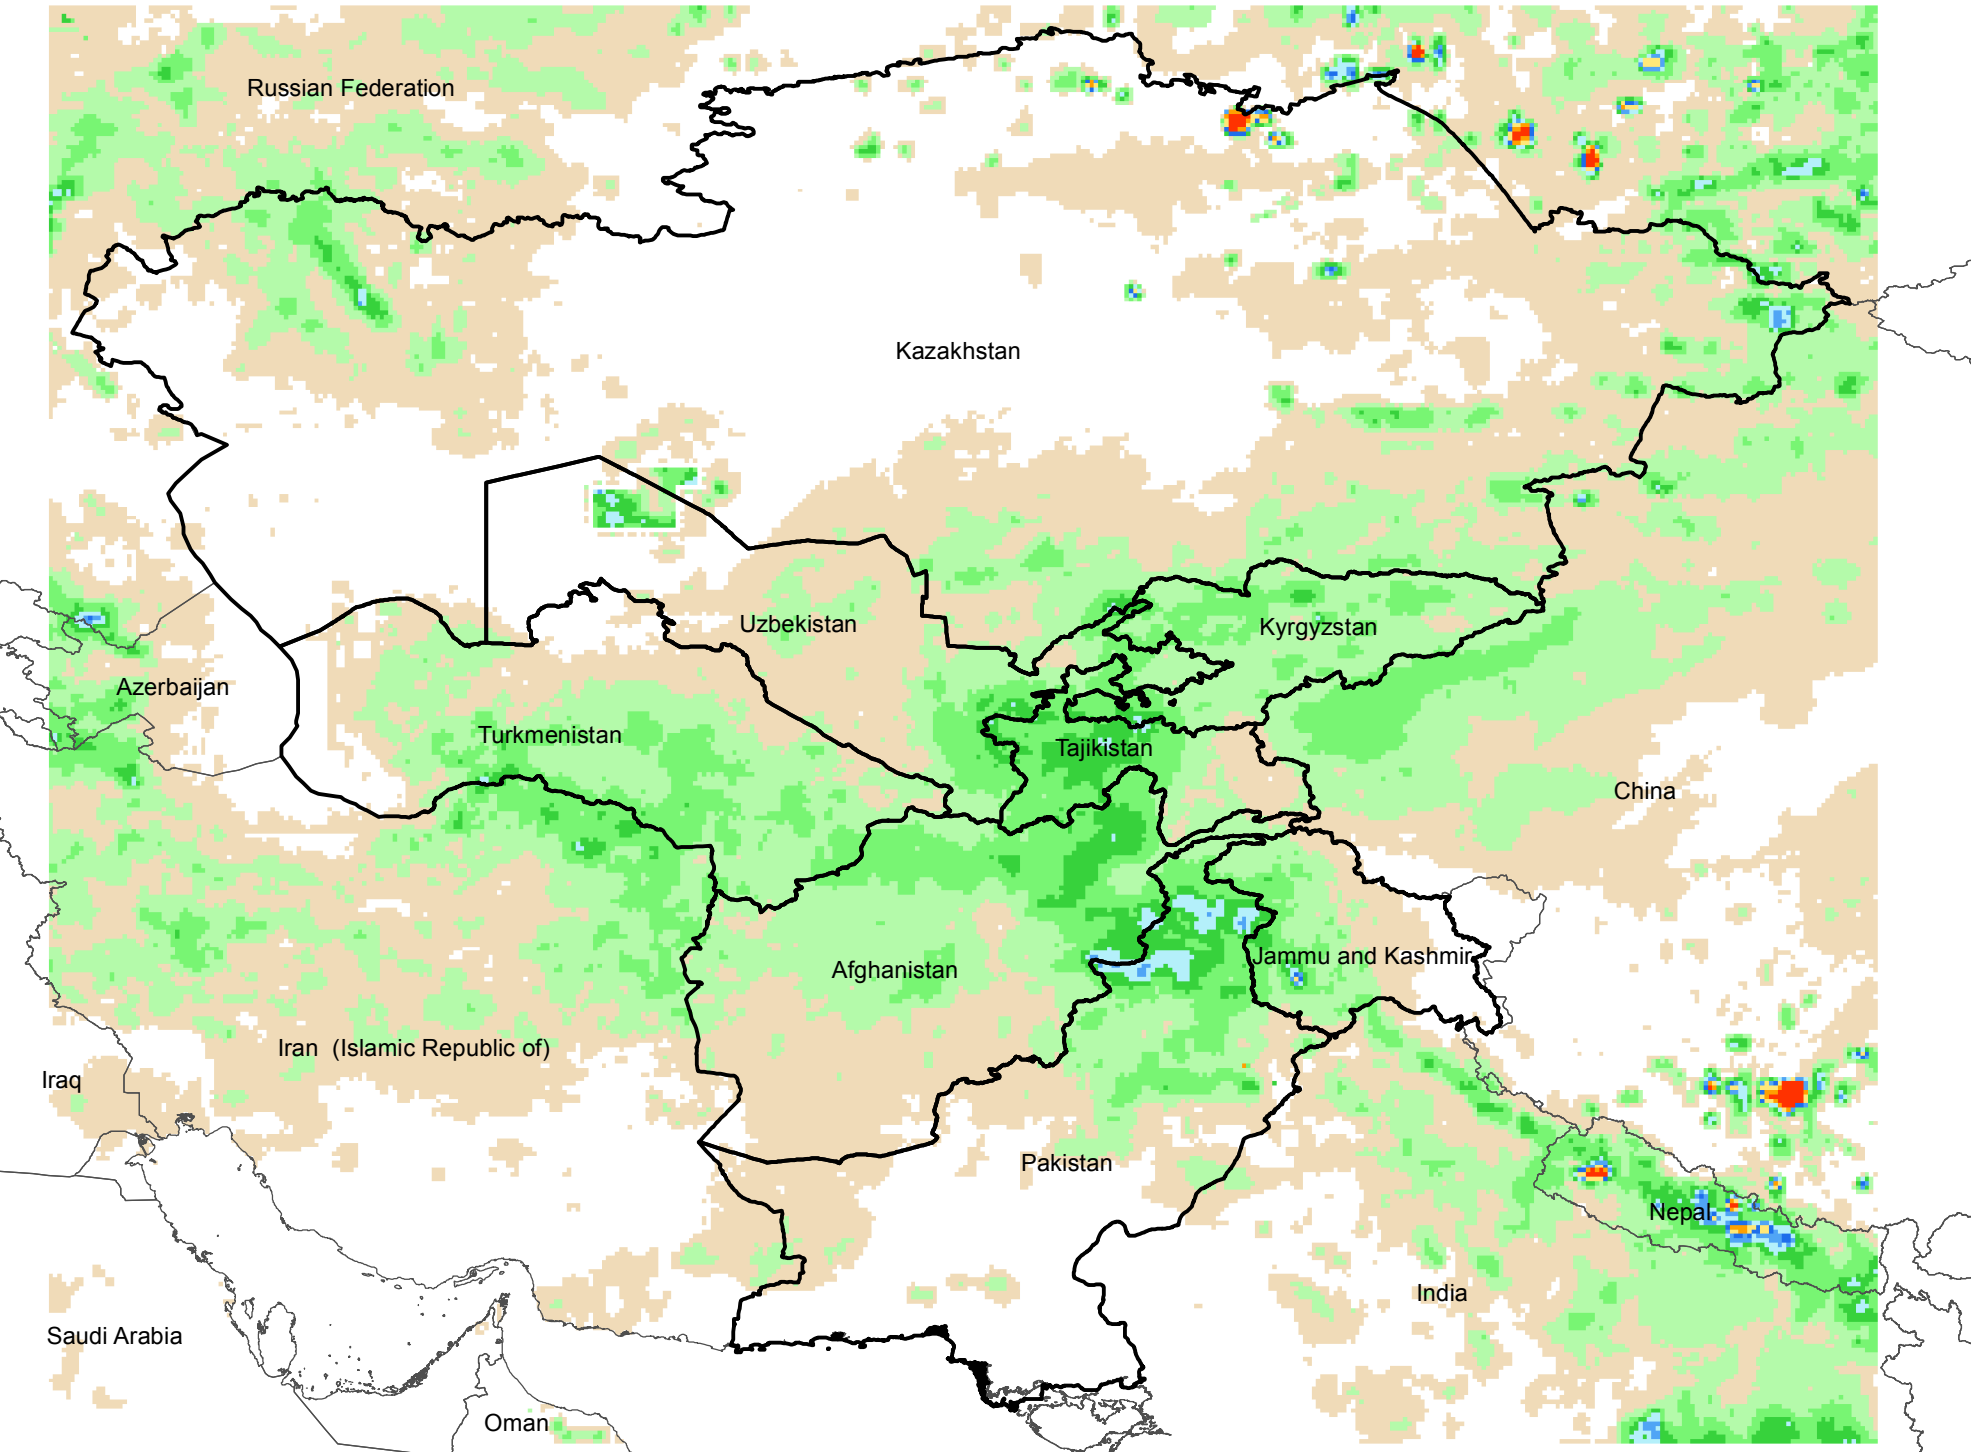 Russian Federation
Kazakhstan
Uzbekistan
Kyrgyzstan
Azerbaijan
Turkmenistan
Tajikistan
China
Afghanistan
Jammu and Kashmir
Iran  (Islamic Republic of)
Iraq
Pakistan
Nepal
India
Saudi Arabia
Oman